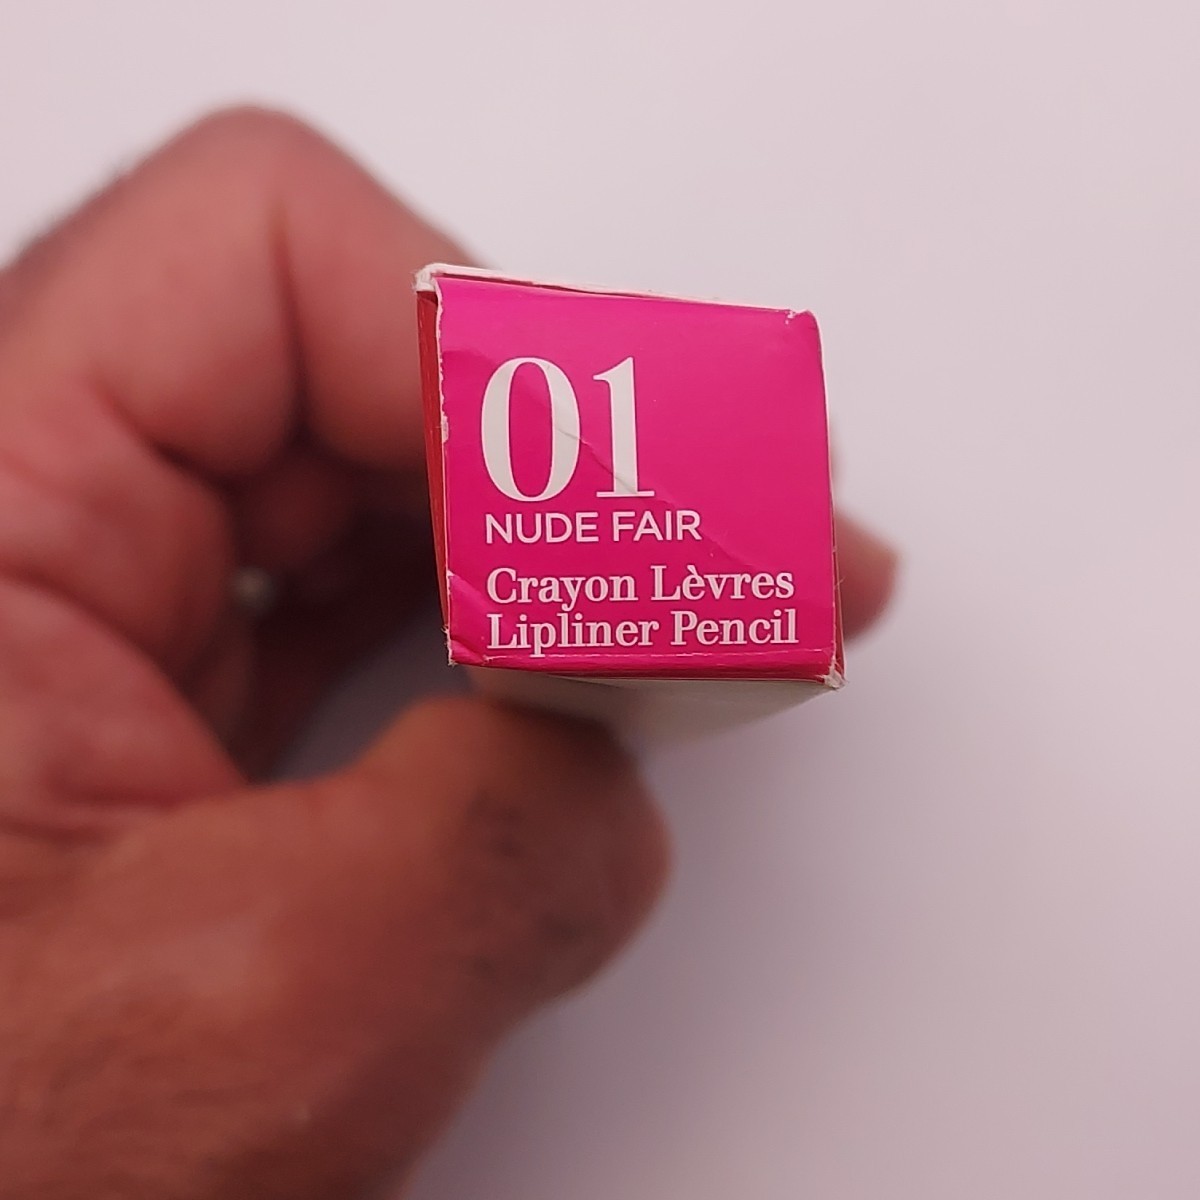 01
NUDE FAIR
Crayon Lèvres
Lipliner Pencil